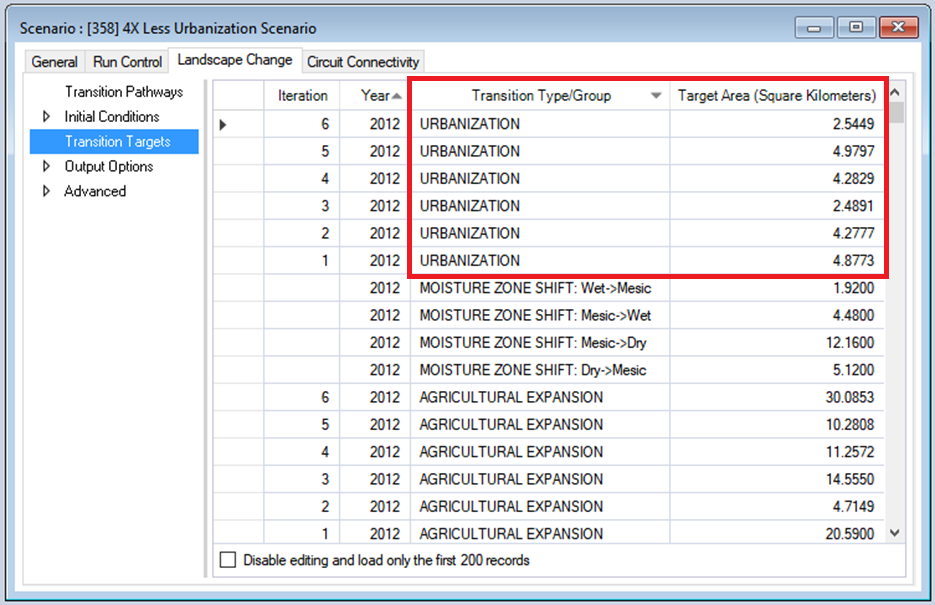 Scenario : [358] 4X Less Urbanization Scenario
General Run Control Landscape Change Circuit Connectivity
Transition Pathways
Initial Conditions
Transition Targets
Output Options
Advanced
Iteration Year Transition Type/Group Target Area (Square Kilometers)
6 2012 URBANIZATION 2.5449
5 2012 URBANIZATION 4.9797
4 2012 URBANIZATION 4.2829
3 2012 URBANIZATION 2.4891
2 2012 URBANIZATION 4.2777
1 2012 URBANIZATION 4.8773
2012 MOISTURE ZONE SHIFT: Wet->Mesic 1.9200
2012 MOISTURE ZONE SHIFT: Mesic->Wet 4.4800
2012 MOISTURE ZONE SHIFT: Mesic->Dry 12.1600
2012 MOISTURE ZONE SHIFT: Dry->Mesic 5.1200
6 2012 AGRICULTURAL EXPANSION 30.0853
5 2012 AGRICULTURAL EXPANSION 10.2808
4 2012 AGRICULTURAL EXPANSION 11.2572
3 2012 AGRICULTURAL EXPANSION 14.5550
2 2012 AGRICULTURAL EXPANSION 4.7149
1 2012 AGRICULTURAL EXPANSION 20.5900
Disable editing and load only the first 200 records